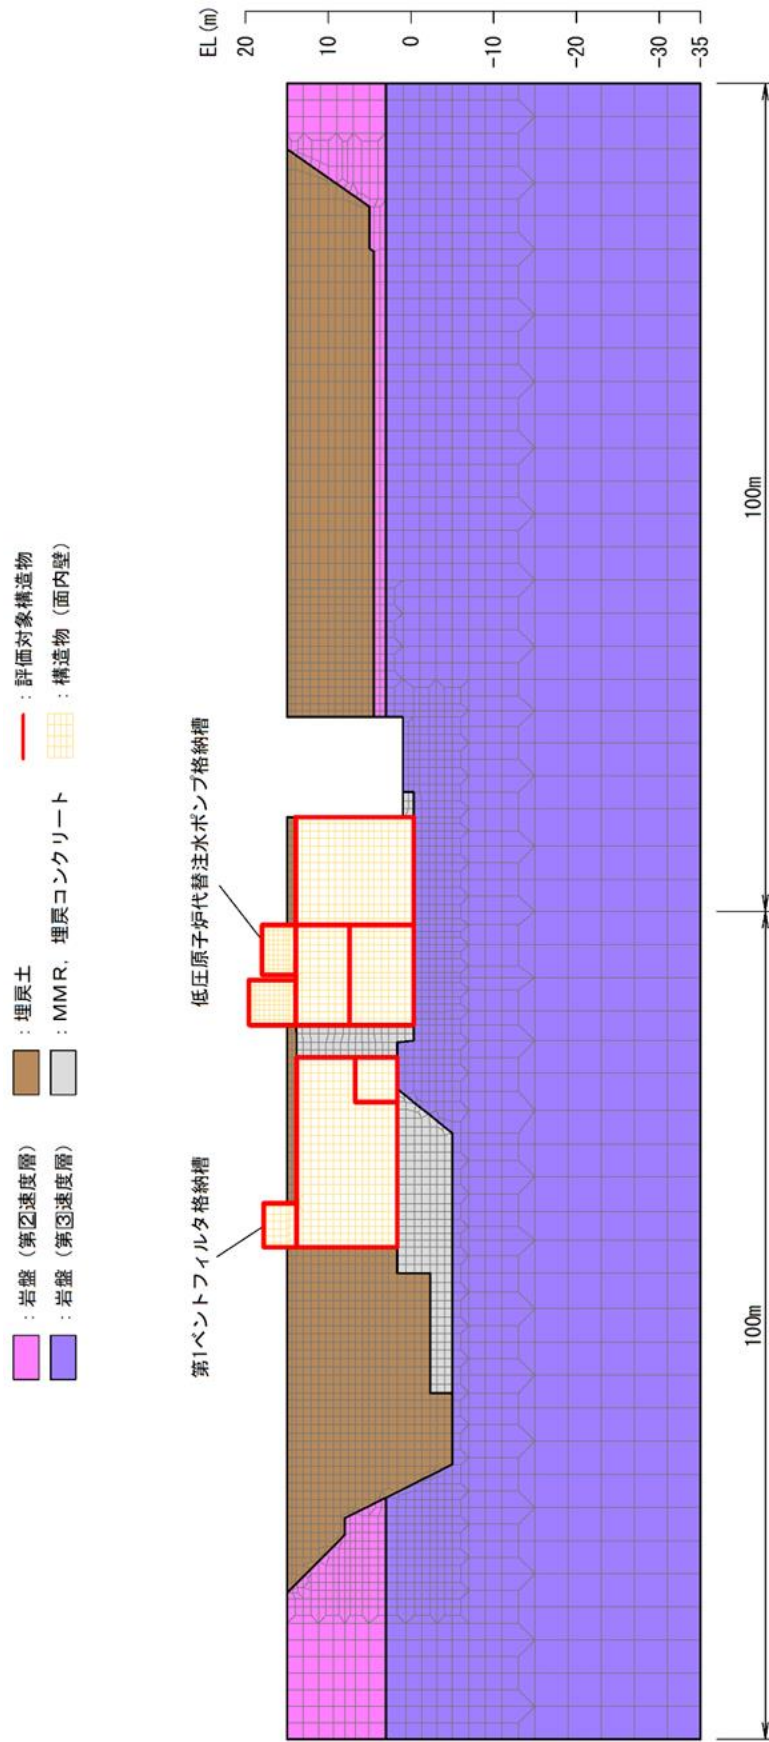 ：岩盤（第②速度層）
：埋戻土
：評価対象構造物
：岩盤（第③速度層）
：ＭＭＲ，埋戻コンクリート
：構造物（面内壁）
第1ベントフィルタ格納槽
低圧原子炉代替注水ポンプ格納槽
EL(m)
20
10
0
-10
-20
-30
-35
100m
100m